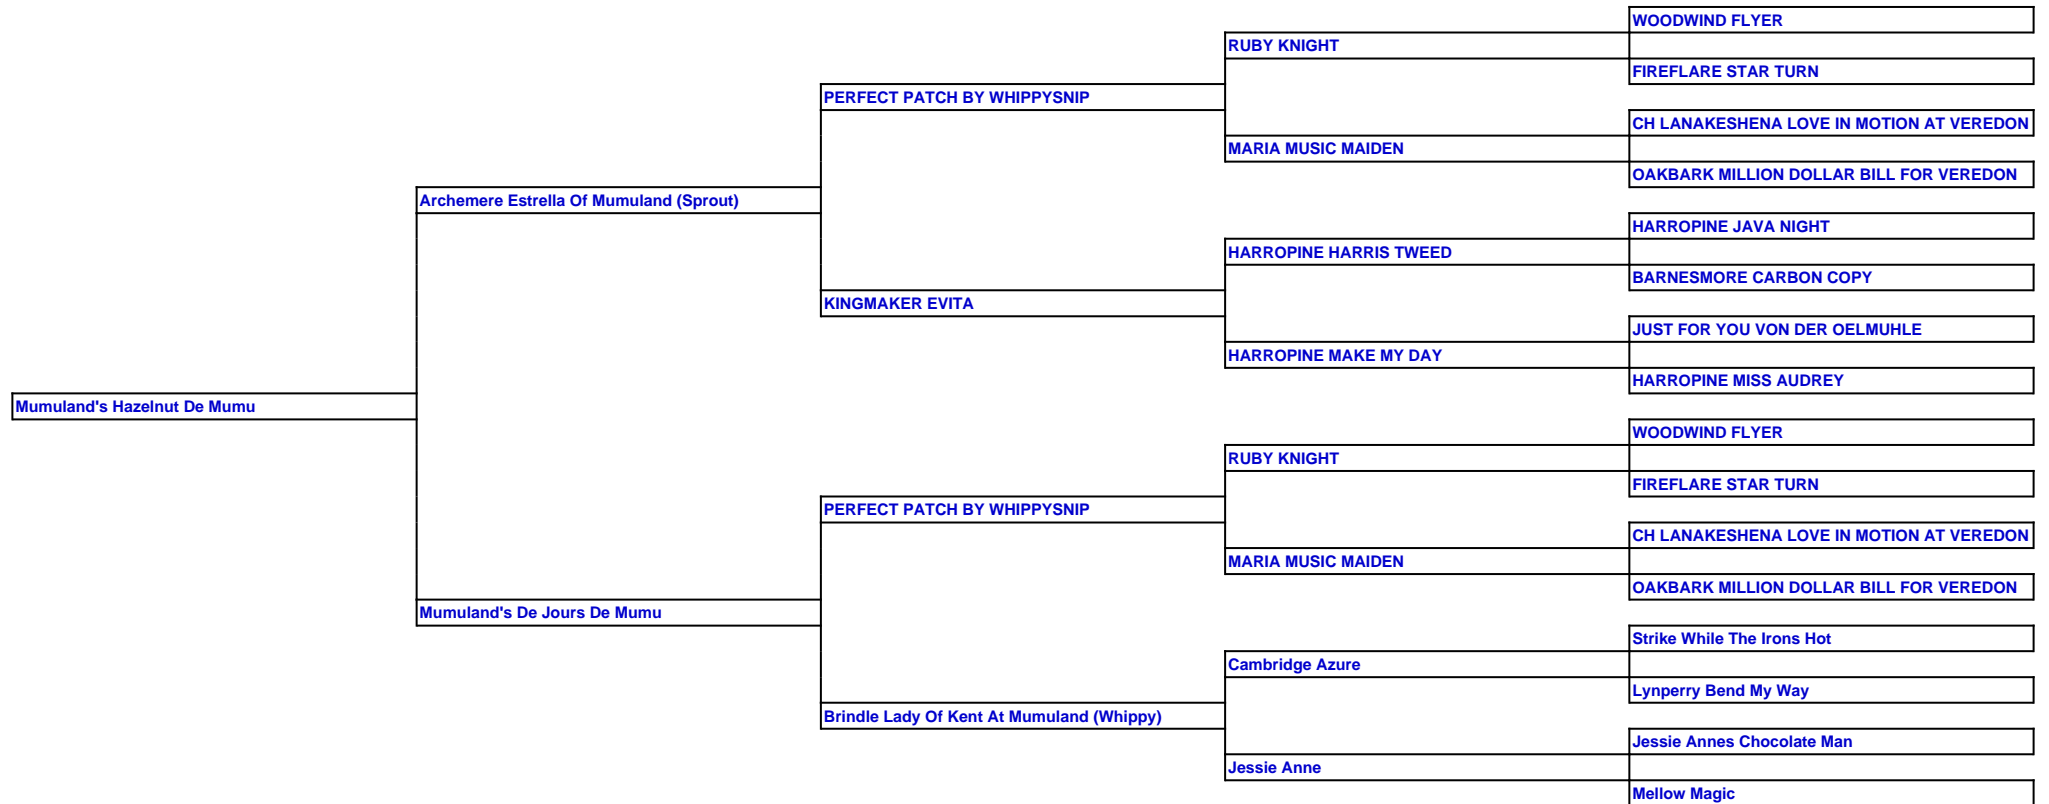 WOODWIND FLYER
RUBY KNIGHT
FIREFLARE STAR TURN
PERFECT PATCH BY WHIPPYSNIP
CH LANAKESHENA LOVE IN MOTION AT VEREDON
MARIA MUSIC MAIDEN
OAKBARK MILLION DOLLAR BILL FOR VEREDON
Archemere Estrella Of Mumuland (Sprout)
HARROPINE JAVA NIGHT
HARROPINE HARRIS TWEED
BARNESMORE CARBON COPY
KINGMAKER EVITA
JUST FOR YOU VON DER OELMUHLE
HARROPINE MAKE MY DAY
HARROPINE MISS AUDREY
Mumuland's Hazelnut De Mumu
WOODWIND FLYER
RUBY KNIGHT
FIREFLARE STAR TURN
PERFECT PATCH BY WHIPPYSNIP
CH LANAKESHENA LOVE IN MOTION AT VEREDON
MARIA MUSIC MAIDEN
OAKBARK MILLION DOLLAR BILL FOR VEREDON
Mumuland's De Jours De Mumu
Strike While The Irons Hot
Cambridge Azure
Lynperry Bend My Way
Brindle Lady Of Kent At Mumuland (Whippy)
Jessie Annes Chocolate Man
Jessie Anne
Mellow Magic